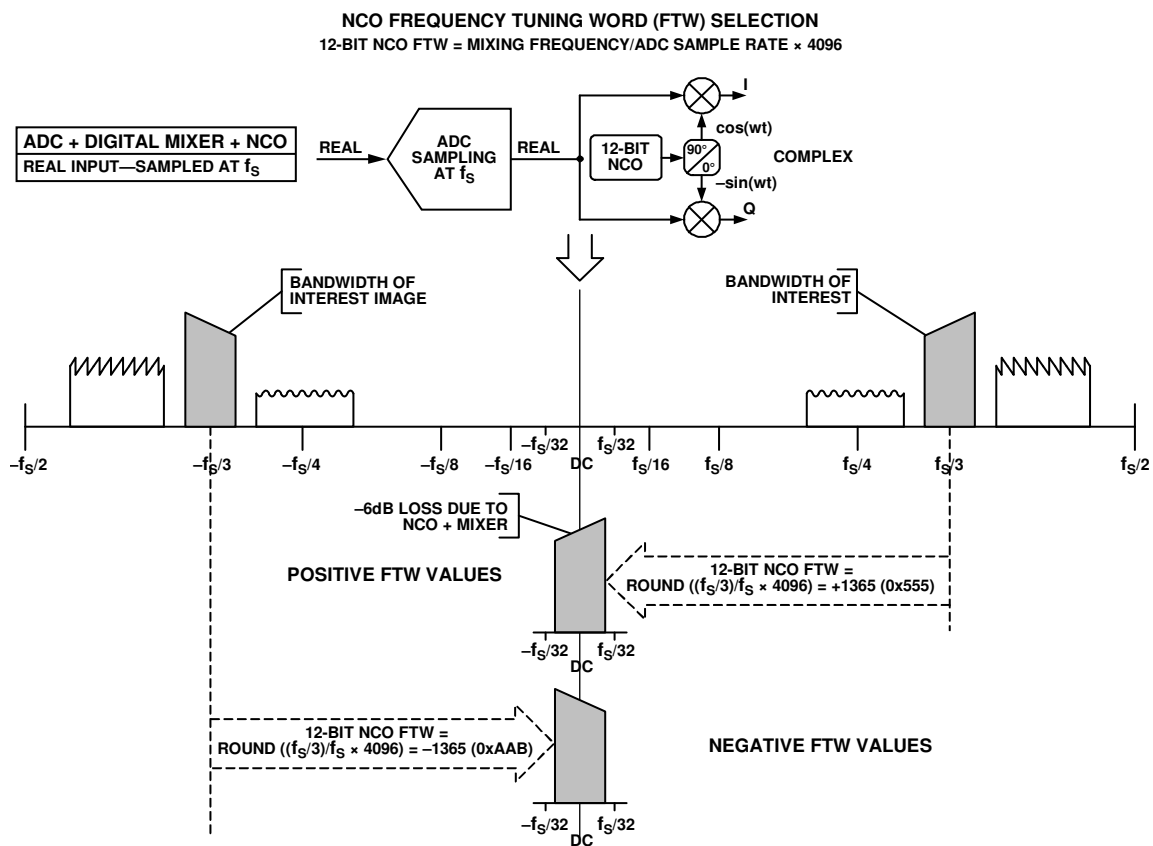 NCO FREQUENCY TUNING WORD (FTW) SELECTION
12-BIT NCO FTW = MIXING FREQUENCY/ADC SAMPLE RATE × 4096
ADC + DIGITAL MIXER + NCO
REAL INPUT—SAMPLED AT fS
REAL
ADC
SAMPLING
AT fS
REAL
12-BIT
NCO
90°
0°
I
cos(wt)
COMPLEX
–sin(wt)
Q
BANDWIDTH OF
INTEREST IMAGE
BANDWIDTH OF
INTEREST
–fS/2
–fS/3
–fS/4
–fS/8
–fS/16
–fS/32
DC
fS/32
fS/16
fS/8
fS/4
fS/3
fS/2
–6dB LOSS DUE TO
NCO + MIXER
POSITIVE FTW VALUES
12-BIT NCO FTW =
ROUND ((fS/3)/fS × 4096) = +1365 (0x555)
–fS/32
DC
fS/32
12-BIT NCO FTW =
ROUND ((fS/3)/fS × 4096) = –1365 (0xAAB)
NEGATIVE FTW VALUES
–fS/32
DC
fS/32